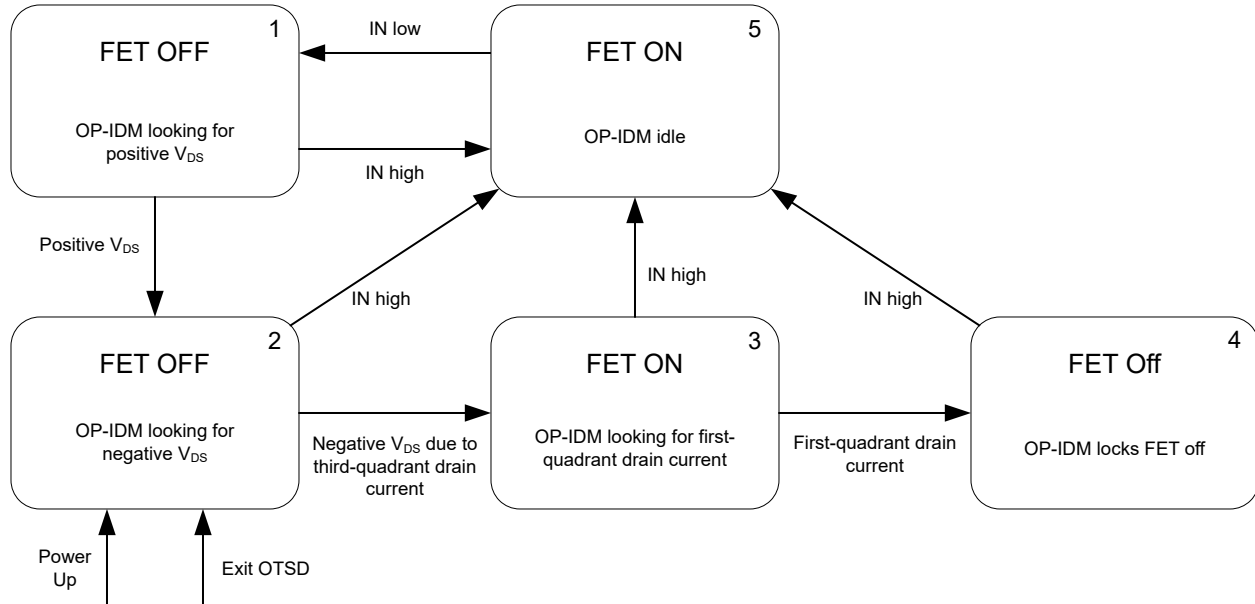 1
FET OFF
OP-IDM looking for
positive VDS
IN low
5
FET ON
OP-IDM idle
IN high
Positive VDS
IN high
IN high
IN high
2
FET OFF
OP-IDM looking for
negative VDS
Negative VDS due to
third-quadrant drain
current
3
FET ON
OP-IDM looking for first-
quadrant drain current
First-quadrant drain
current
4
FET Off
OP-IDM locks FET off
Power
Up
Exit OTSD